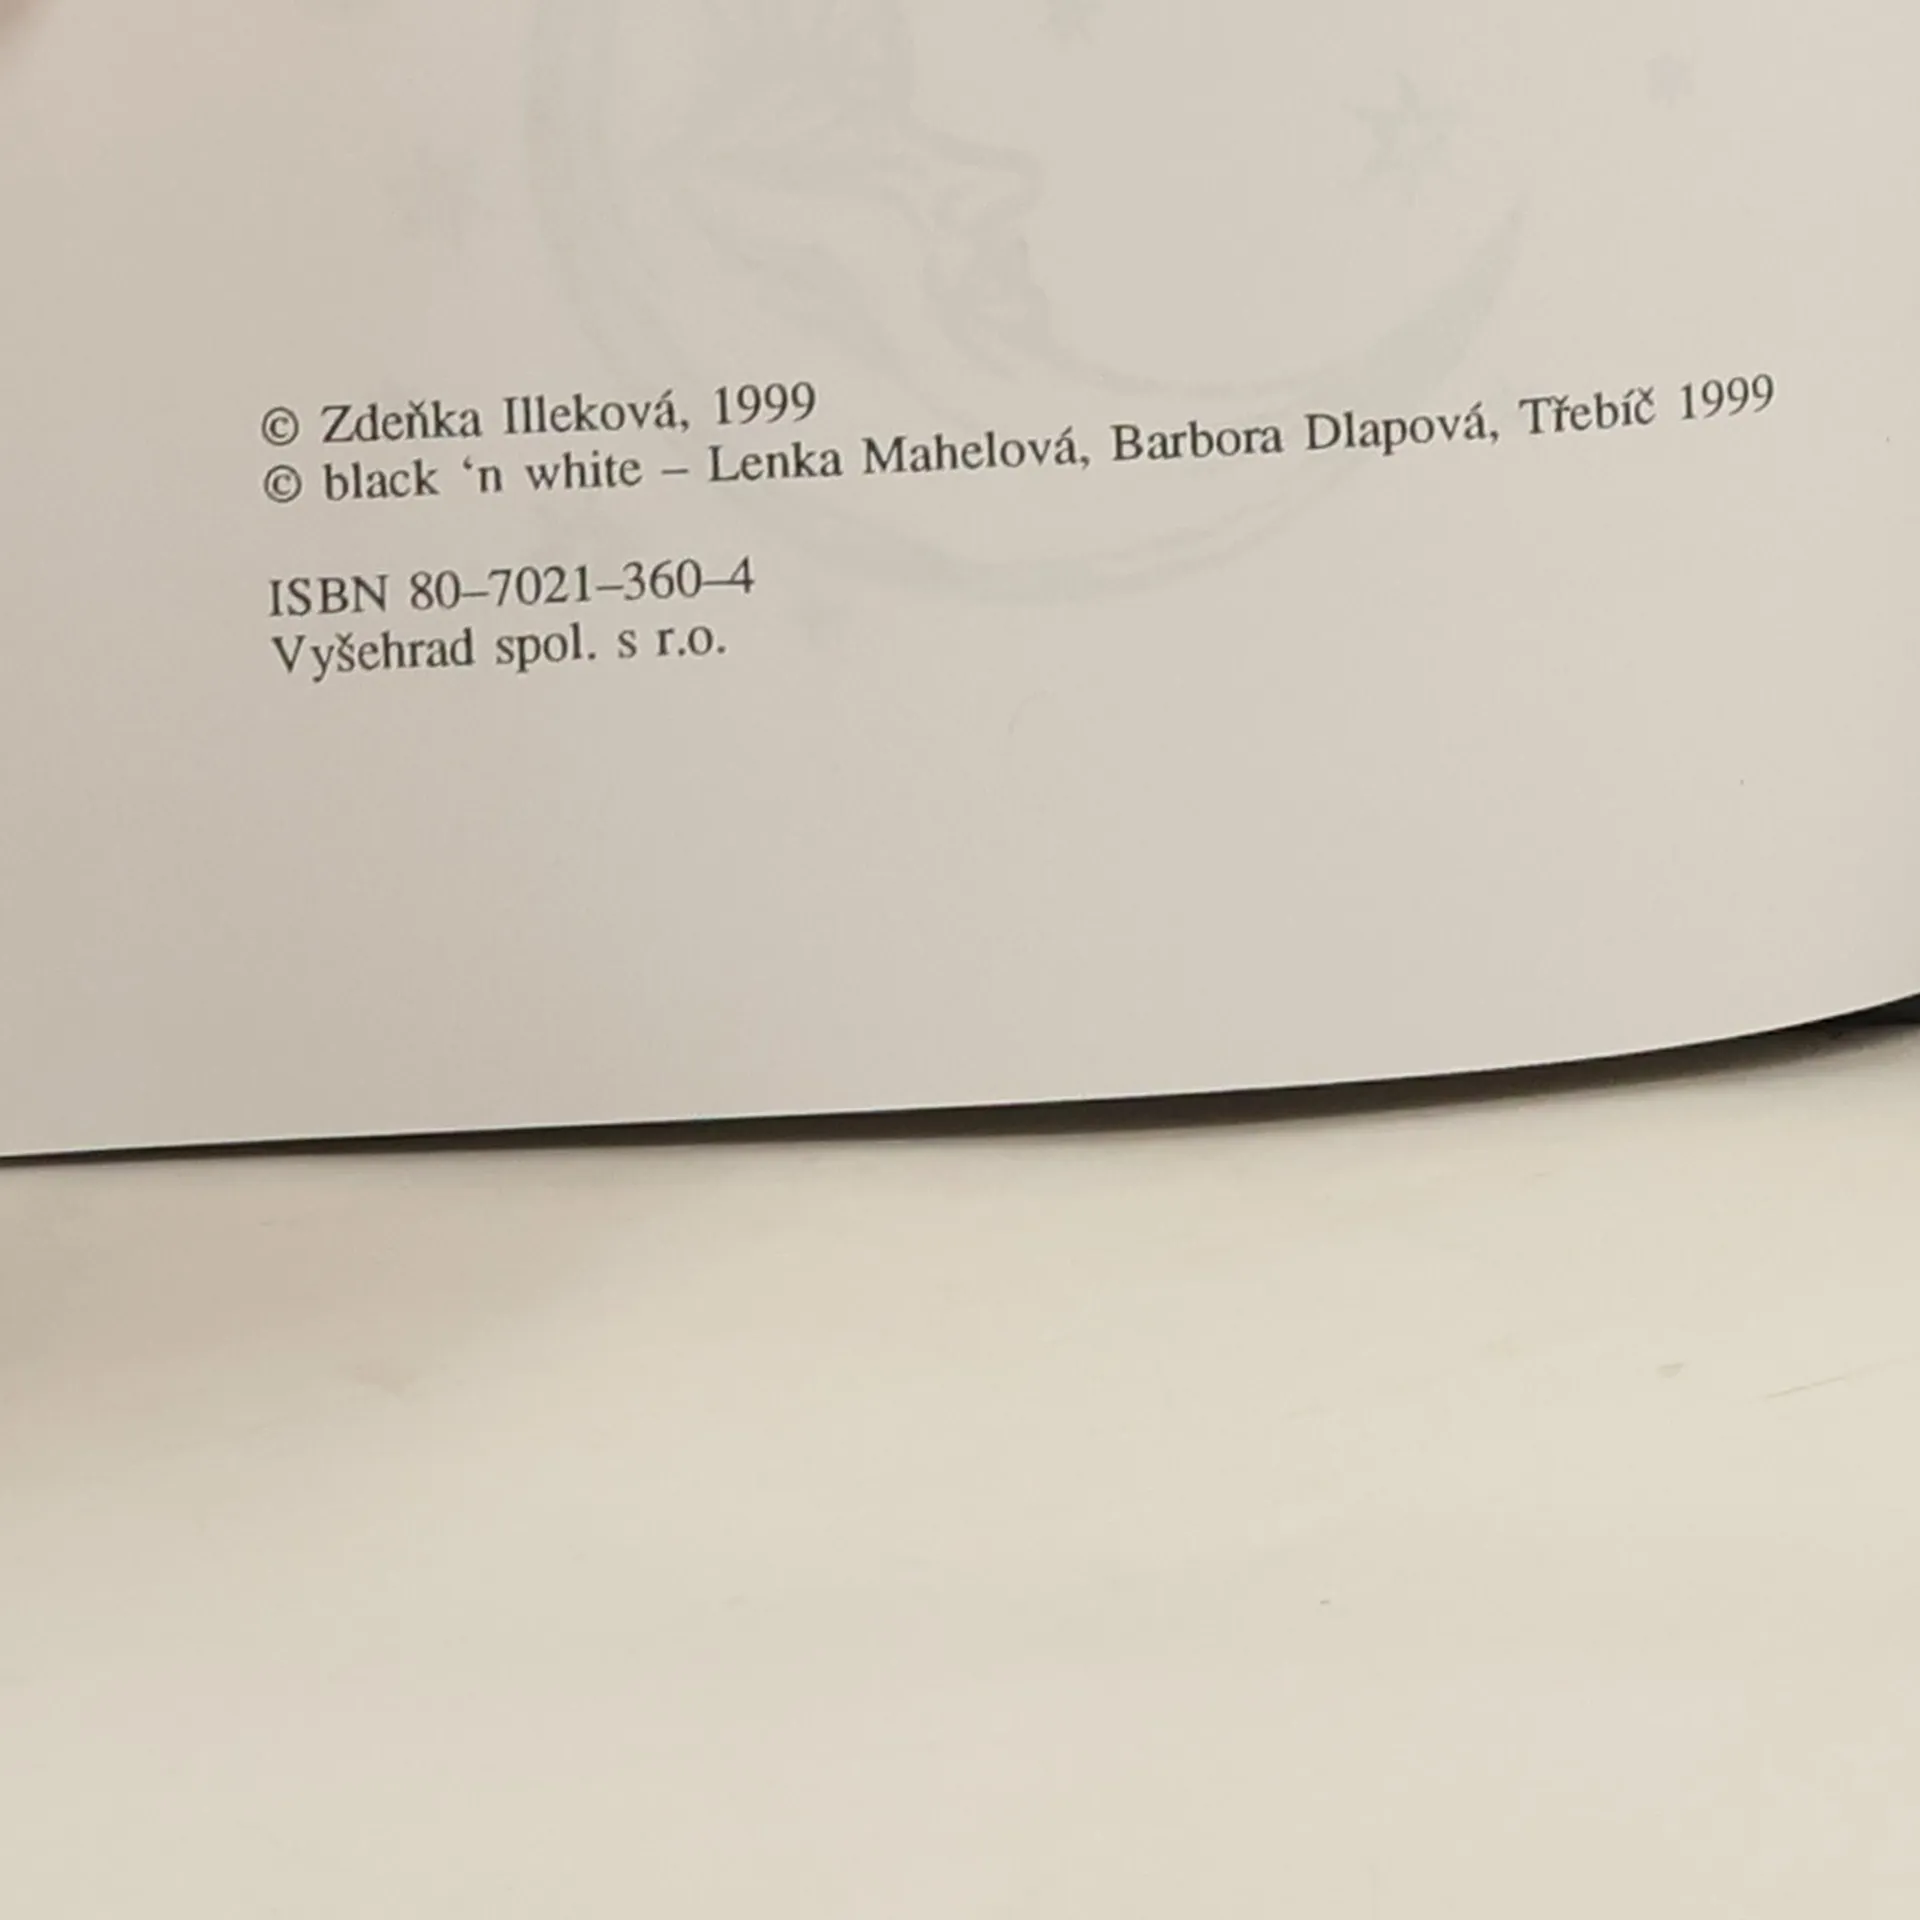 © Zdeňka Illeková, 1999
© black ‘n white – Lenka Mahelová, Barbora Dlapová, Třebíč 1999
ISBN 80–7021–360–4
Vyšehrad spol. s r.o.